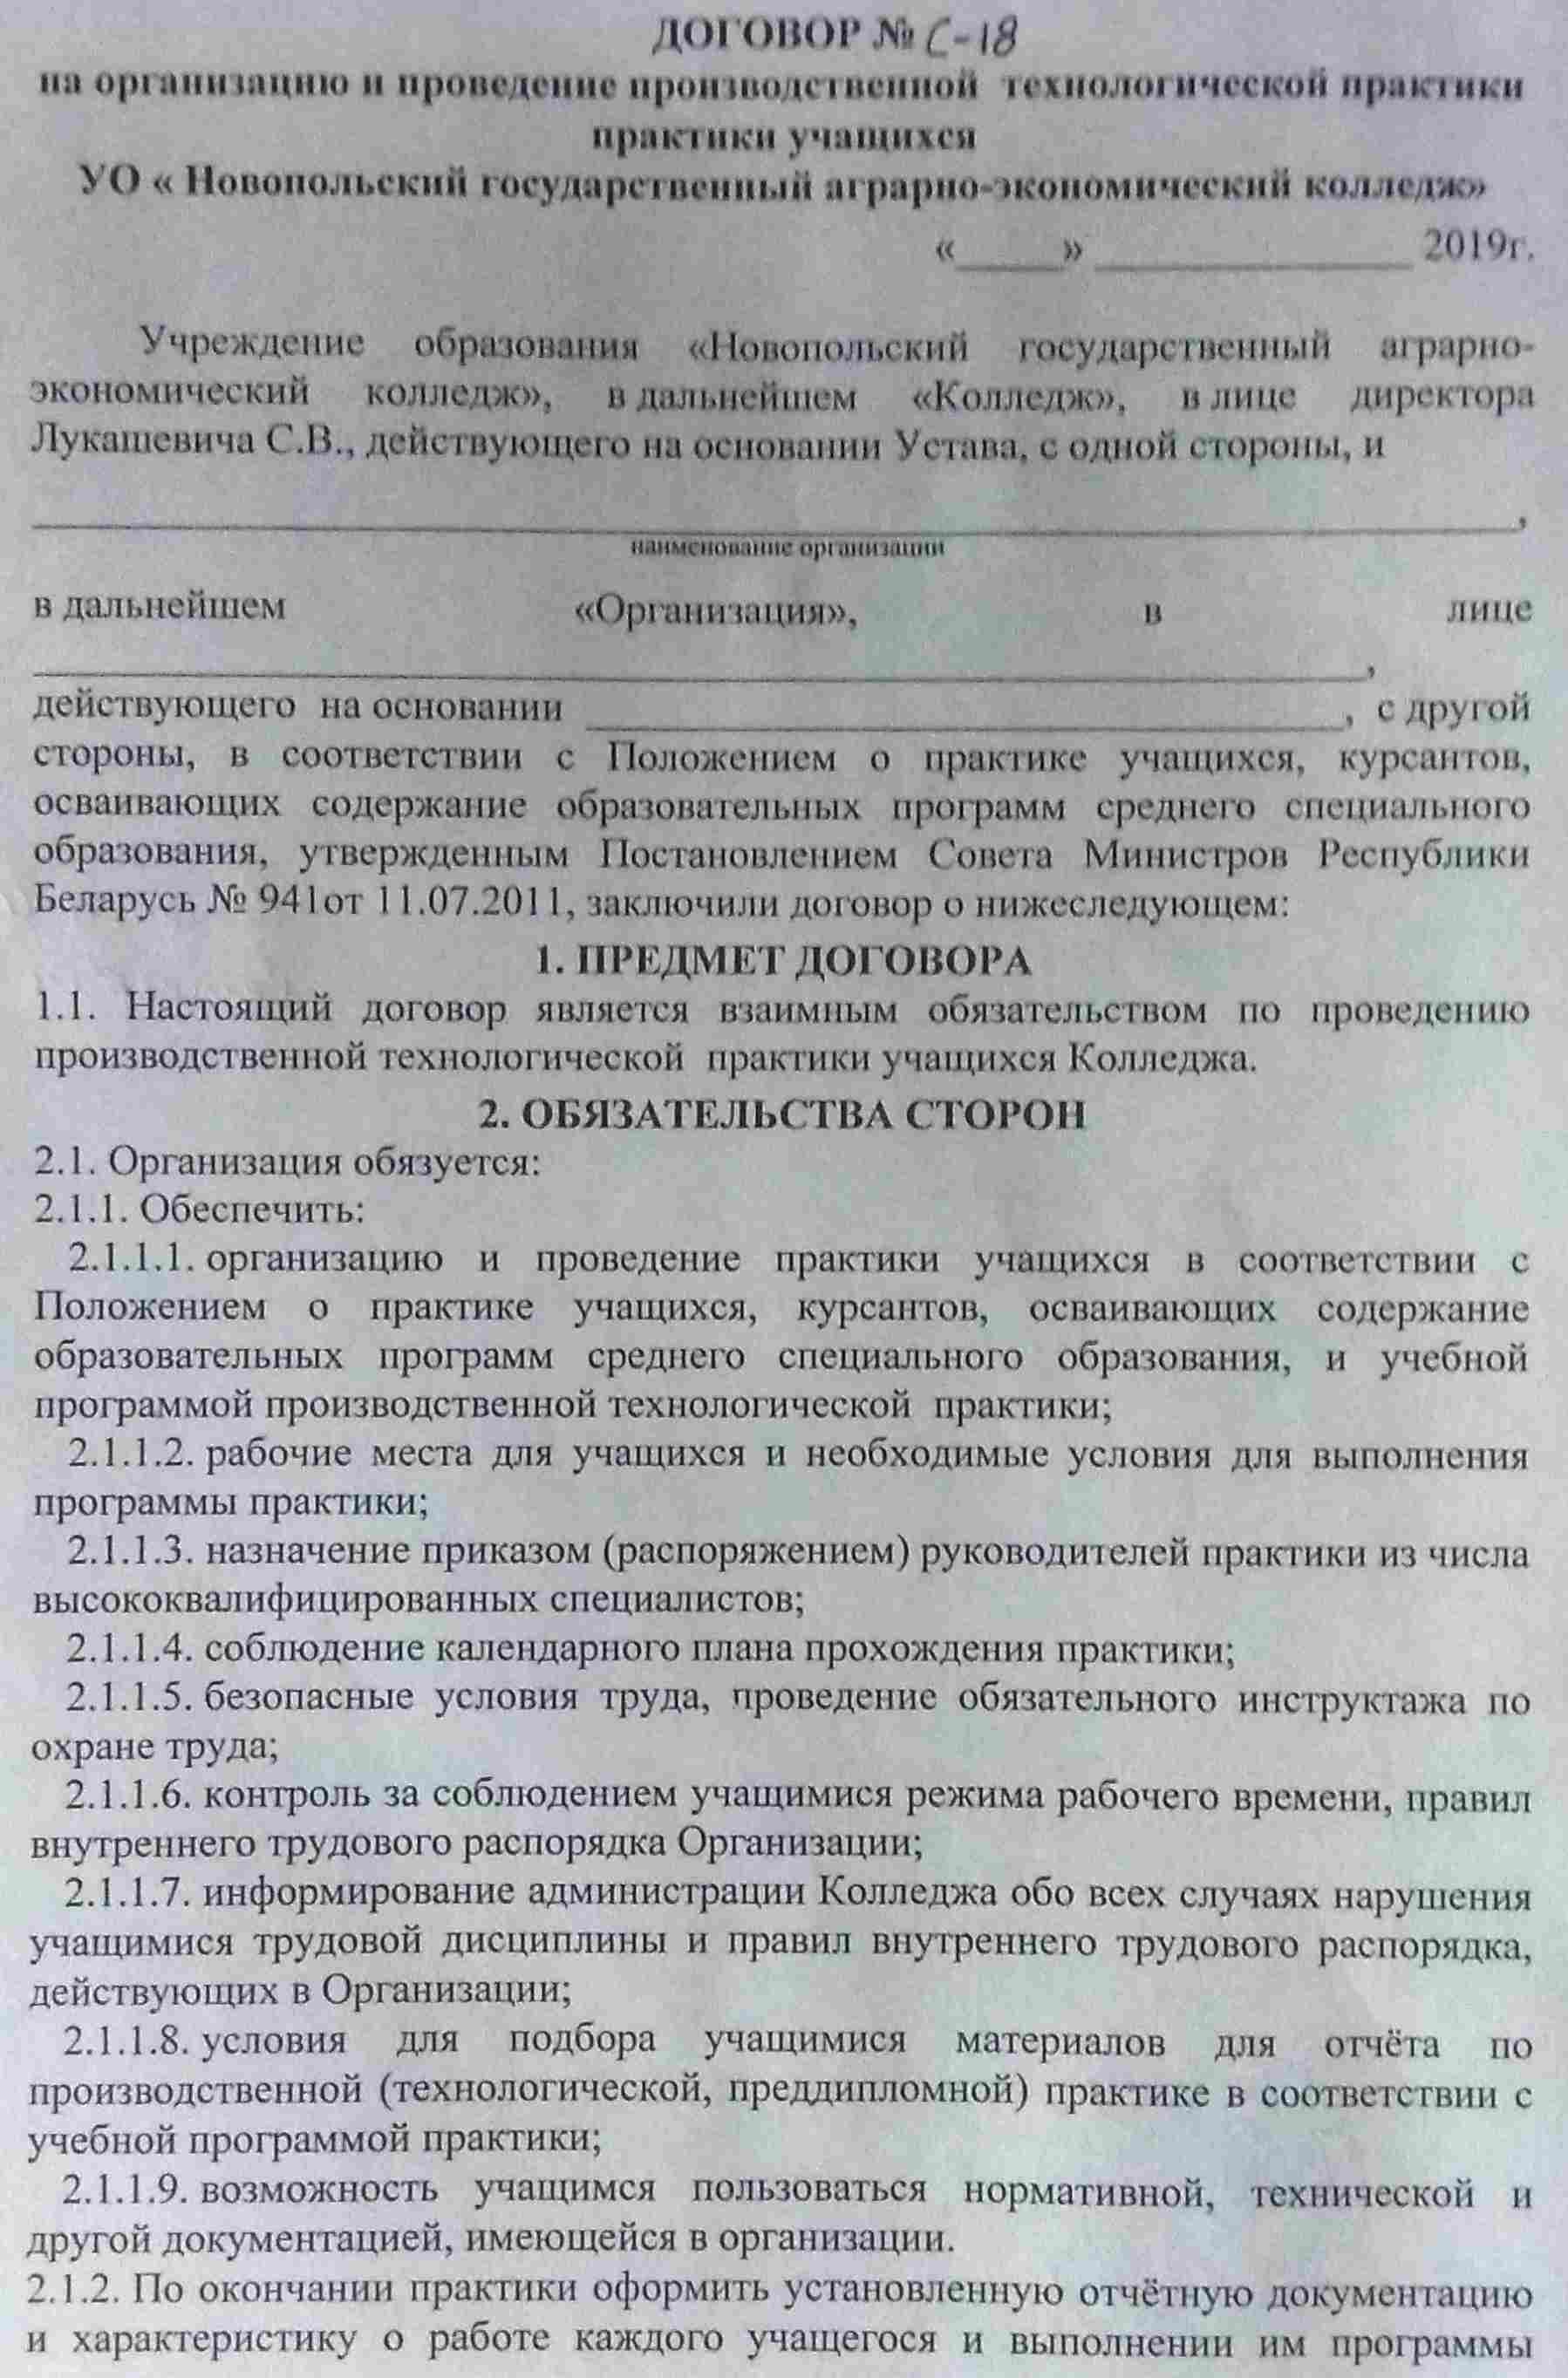 ДОГОВОР № С-18
на организацию и проведение производственной технологической практики
практики учащихся
УО « Новопольский государственный аграрно-экономический колледж»
«_____» _______________ 2019г.
Учреждение образования «Новопольский государственный аграрно-
экономический колледж», в дальнейшем «Колледж», в лице директора
Лукашевича С.В., действующего на основании Устава, с одной стороны, и
______________________________________________________________________,
наименование организации
в дальнейшем «Организация», в лице
_______________________________________________________________,
действующего на основании ____________________________________, с другой
стороны, в соответствии с Положением о практике учащихся, курсантов,
осваивающих содержание образовательных программ среднего специального
образования, утвержденным Постановлением Совета Министров Республики
Беларусь № 941от 11.07.2011, заключили договор о нижеследующем:
1. ПРЕДМЕТ ДОГОВОРА
1.1. Настоящий договор является взаимным обязательством по проведению
производственной технологической практики учащихся Колледжа.
2. ОБЯЗАТЕЛЬСТВА СТОРОН
2.1. Организация обязуется:
2.1.1. Обеспечить:
2.1.1.1. организацию и проведение практики учащихся в соответствии с
Положением о практике учащихся, курсантов, осваивающих содержание
образовательных программ среднего специального образования, и учебной
программой производственной технологической практики;
2.1.1.2. рабочие места для учащихся и необходимые условия для выполнения
программы практики;
2.1.1.3. назначение приказом (распоряжением) руководителей практики из числа
высококвалифицированных специалистов;
2.1.1.4. соблюдение календарного плана прохождения практики;
2.1.1.5. безопасные условия труда, проведение обязательного инструктажа по
охране труда;
2.1.1.6. контроль за соблюдением учащимися режима рабочего времени, правил
внутреннего трудового распорядка Организации;
2.1.1.7. информирование администрации Колледжа обо всех случаях нарушения
учащимися трудовой дисциплины и правил внутреннего трудового распорядка,
действующих в Организации;
2.1.1.8. условия для подбора учащимися материалов для отчёта по
производственной (технологической, преддипломной) практике в соответствии с
учебной программой практики;
2.1.1.9. возможность учащимся пользоваться нормативной, технической и
другой документацией, имеющейся в организации.
2.1.2. По окончании практики оформить установленную отчётную документацию
и характеристику о работе каждого учащегося и выполнении им программы